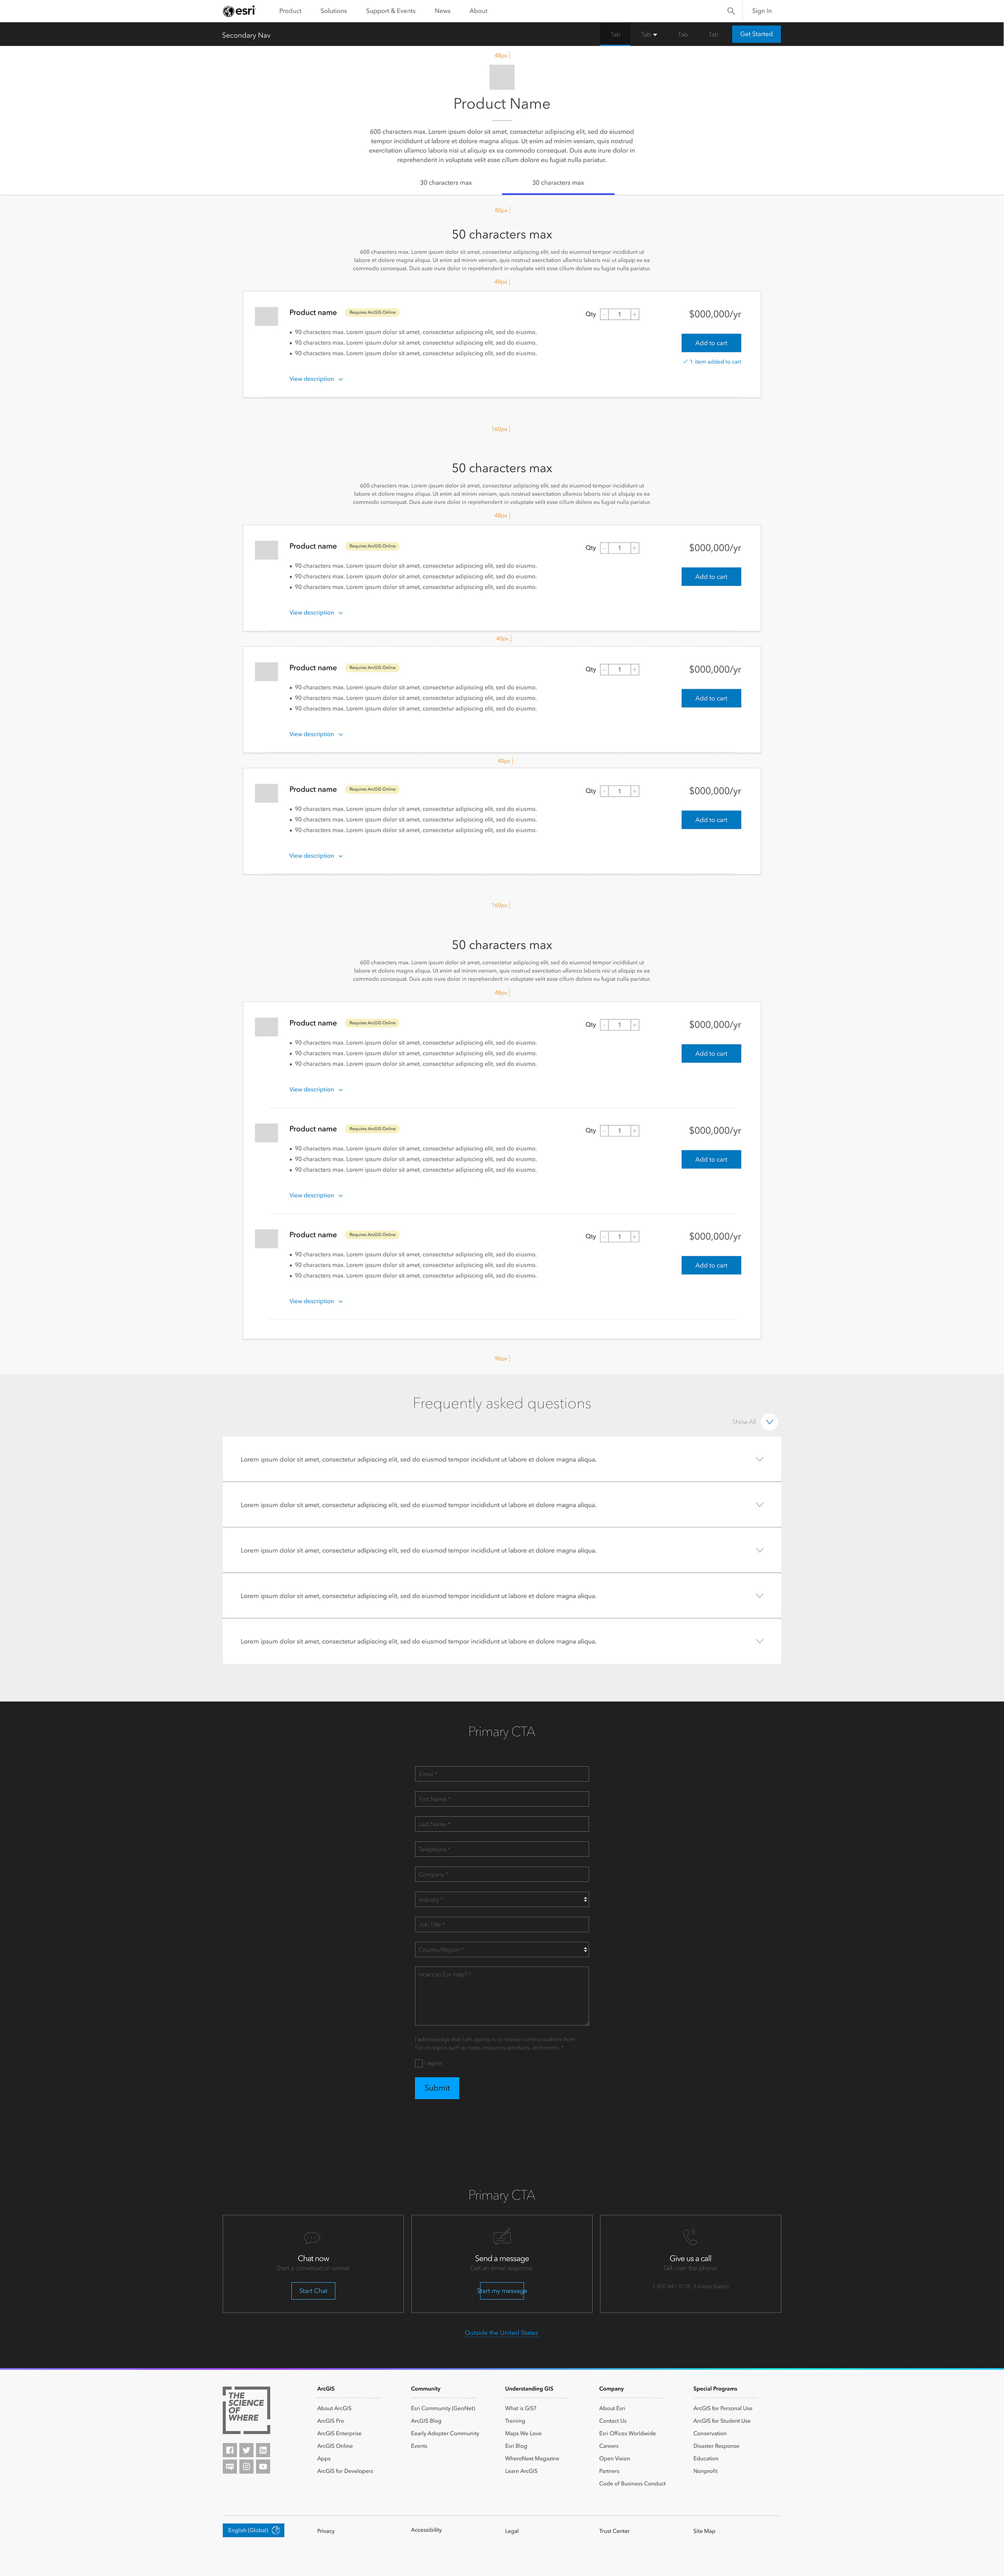 esri
Product
Solutions
Support & Events
News
About
Sign In
Secondary Nav
Tab
Tab
Tab
Tab
Get Started
48px
Product Name
600 characters max. Lorem ipsum dolor sit amet, consectetur adipiscing elit, sed do eiusmod
tempor incididunt ut labore et dolore magna aliqua. Ut enim ad minim veniam, quis nostrud
exercitation ullamco laboris nisi ut aliquip ex ea commodo consequat. Duis aute irure dolor in
reprehenderit in voluptate velit esse cillum dolore eu fugiat nulla pariatur.
30 characters max
30 characters max
80px
50 characters max
600 characters max. Lorem ipsum dolor sit amet, consectetur adipiscing elit, sed do eiusmod tempor incididunt ut
labore et dolore magna aliqua. Ut enim ad minim veniam, quis nostrud exercitation ullamco laboris nisi ut aliquip ex ea
commodo consequat. Duis aute irure dolor in reprehenderit in voluptate velit esse cillum dolore eu fugiat nulla pariatur.
48px
Product name
Requires ArcGIS Online
Qty - 1 +
$000,000/yr
• 90 characters max. Lorem ipsum dolor sit amet, consectetur adipiscing elit, sed do eiusmo.
• 90 characters max. Lorem ipsum dolor sit amet, consectetur adipiscing elit, sed do eiusmo.
• 90 characters max. Lorem ipsum dolor sit amet, consectetur adipiscing elit, sed do eiusmo.
Add to cart
1 item added to cart
View description
160px
50 characters max
600 characters max. Lorem ipsum dolor sit amet, consectetur adipiscing elit, sed do eiusmod tempor incididunt ut
labore et dolore magna aliqua. Ut enim ad minim veniam, quis nostrud exercitation ullamco laboris nisi ut aliquip ex ea
commodo consequat. Duis aute irure dolor in reprehenderit in voluptate velit esse cillum dolore eu fugiat nulla pariatur.
48px
Product name
Requires ArcGIS Online
Qty - 1 +
$000,000/yr
• 90 characters max. Lorem ipsum dolor sit amet, consectetur adipiscing elit, sed do eiusmo.
• 90 characters max. Lorem ipsum dolor sit amet, consectetur adipiscing elit, sed do eiusmo.
• 90 characters max. Lorem ipsum dolor sit amet, consectetur adipiscing elit, sed do eiusmo.
Add to cart
View description
40px
Product name
Requires ArcGIS Online
Qty - 1 +
$000,000/yr
• 90 characters max. Lorem ipsum dolor sit amet, consectetur adipiscing elit, sed do eiusmo.
• 90 characters max. Lorem ipsum dolor sit amet, consectetur adipiscing elit, sed do eiusmo.
• 90 characters max. Lorem ipsum dolor sit amet, consectetur adipiscing elit, sed do eiusmo.
Add to cart
View description
40px
Product name
Requires ArcGIS Online
Qty - 1 +
$000,000/yr
• 90 characters max. Lorem ipsum dolor sit amet, consectetur adipiscing elit, sed do eiusmo.
• 90 characters max. Lorem ipsum dolor sit amet, consectetur adipiscing elit, sed do eiusmo.
• 90 characters max. Lorem ipsum dolor sit amet, consectetur adipiscing elit, sed do eiusmo.
Add to cart
View description
160px
50 characters max
600 characters max. Lorem ipsum dolor sit amet, consectetur adipiscing elit, sed do eiusmod tempor incididunt ut
labore et dolore magna aliqua. Ut enim ad minim veniam, quis nostrud exercitation ullamco laboris nisi ut aliquip ex ea
commodo consequat. Duis aute irure dolor in reprehenderit in voluptate velit esse cillum dolore eu fugiat nulla pariatur.
48px
Product name
Requires ArcGIS Online
Qty - 1 +
$000,000/yr
• 90 characters max. Lorem ipsum dolor sit amet, consectetur adipiscing elit, sed do eiusmo.
• 90 characters max. Lorem ipsum dolor sit amet, consectetur adipiscing elit, sed do eiusmo.
• 90 characters max. Lorem ipsum dolor sit amet, consectetur adipiscing elit, sed do eiusmo.
Add to cart
View description
Product name
Requires ArcGIS Online
Qty - 1 +
$000,000/yr
• 90 characters max. Lorem ipsum dolor sit amet, consectetur adipiscing elit, sed do eiusmo.
• 90 characters max. Lorem ipsum dolor sit amet, consectetur adipiscing elit, sed do eiusmo.
• 90 characters max. Lorem ipsum dolor sit amet, consectetur adipiscing elit, sed do eiusmo.
Add to cart
View description
Product name
Requires ArcGIS Online
Qty - 1 +
$000,000/yr
• 90 characters max. Lorem ipsum dolor sit amet, consectetur adipiscing elit, sed do eiusmo.
• 90 characters max. Lorem ipsum dolor sit amet, consectetur adipiscing elit, sed do eiusmo.
• 90 characters max. Lorem ipsum dolor sit amet, consectetur adipiscing elit, sed do eiusmo.
Add to cart
View description
90px
Frequently asked questions
Show All
Lorem ipsum dolor sit amet, consectetur adipiscing elit, sed do eiusmod tempor incididunt ut labore et dolore magna aliqua.
Lorem ipsum dolor sit amet, consectetur adipiscing elit, sed do eiusmod tempor incididunt ut labore et dolore magna aliqua.
Lorem ipsum dolor sit amet, consectetur adipiscing elit, sed do eiusmod tempor incididunt ut labore et dolore magna aliqua.
Lorem ipsum dolor sit amet, consectetur adipiscing elit, sed do eiusmod tempor incididunt ut labore et dolore magna aliqua.
Lorem ipsum dolor sit amet, consectetur adipiscing elit, sed do eiusmod tempor incididunt ut labore et dolore magna aliqua.
Primary CTA
Email *
First Name *
Last Name *
Telephone *
Company *
Industry *
Job Title *
Country/Region *
How can Esri help? *
I acknowledge that I am opting in to receive communications from
Esri on topics such as news, resources, products, and events. *
I agree
Submit
Primary CTA
Chat now
Start a conversation online.
Start Chat
Send a message
Get an email response.
Start my message
Give us a call
Talk over the phone.
1 800 447 9778 (United States)
Outside the United States
THE
SCIENCE
OF
WHERE
ArcGIS
About ArcGIS
ArcGIS Pro
ArcGIS Enterprise
ArcGIS Online
Apps
ArcGIS for Developers
Community
Esri Community (GeoNet)
ArcGIS Blog
Eearly Adopter Community
Events
Understanding GIS
What is GIS?
Training
Maps We Love
Esri Blog
WhereNext Magazine
Learn ArcGIS
Company
About Esri
Contact Us
Esri Offices Worldwide
Careers
Open Vision
Partners
Code of Business Conduct
Special Programs
ArcGIS for Personal Use
ArcGIS for Student Use
Conservation
Disaster Response
Education
Nonprofit
English (Global)
Privacy
Accessibility
Legal
Trust Center
Site Map